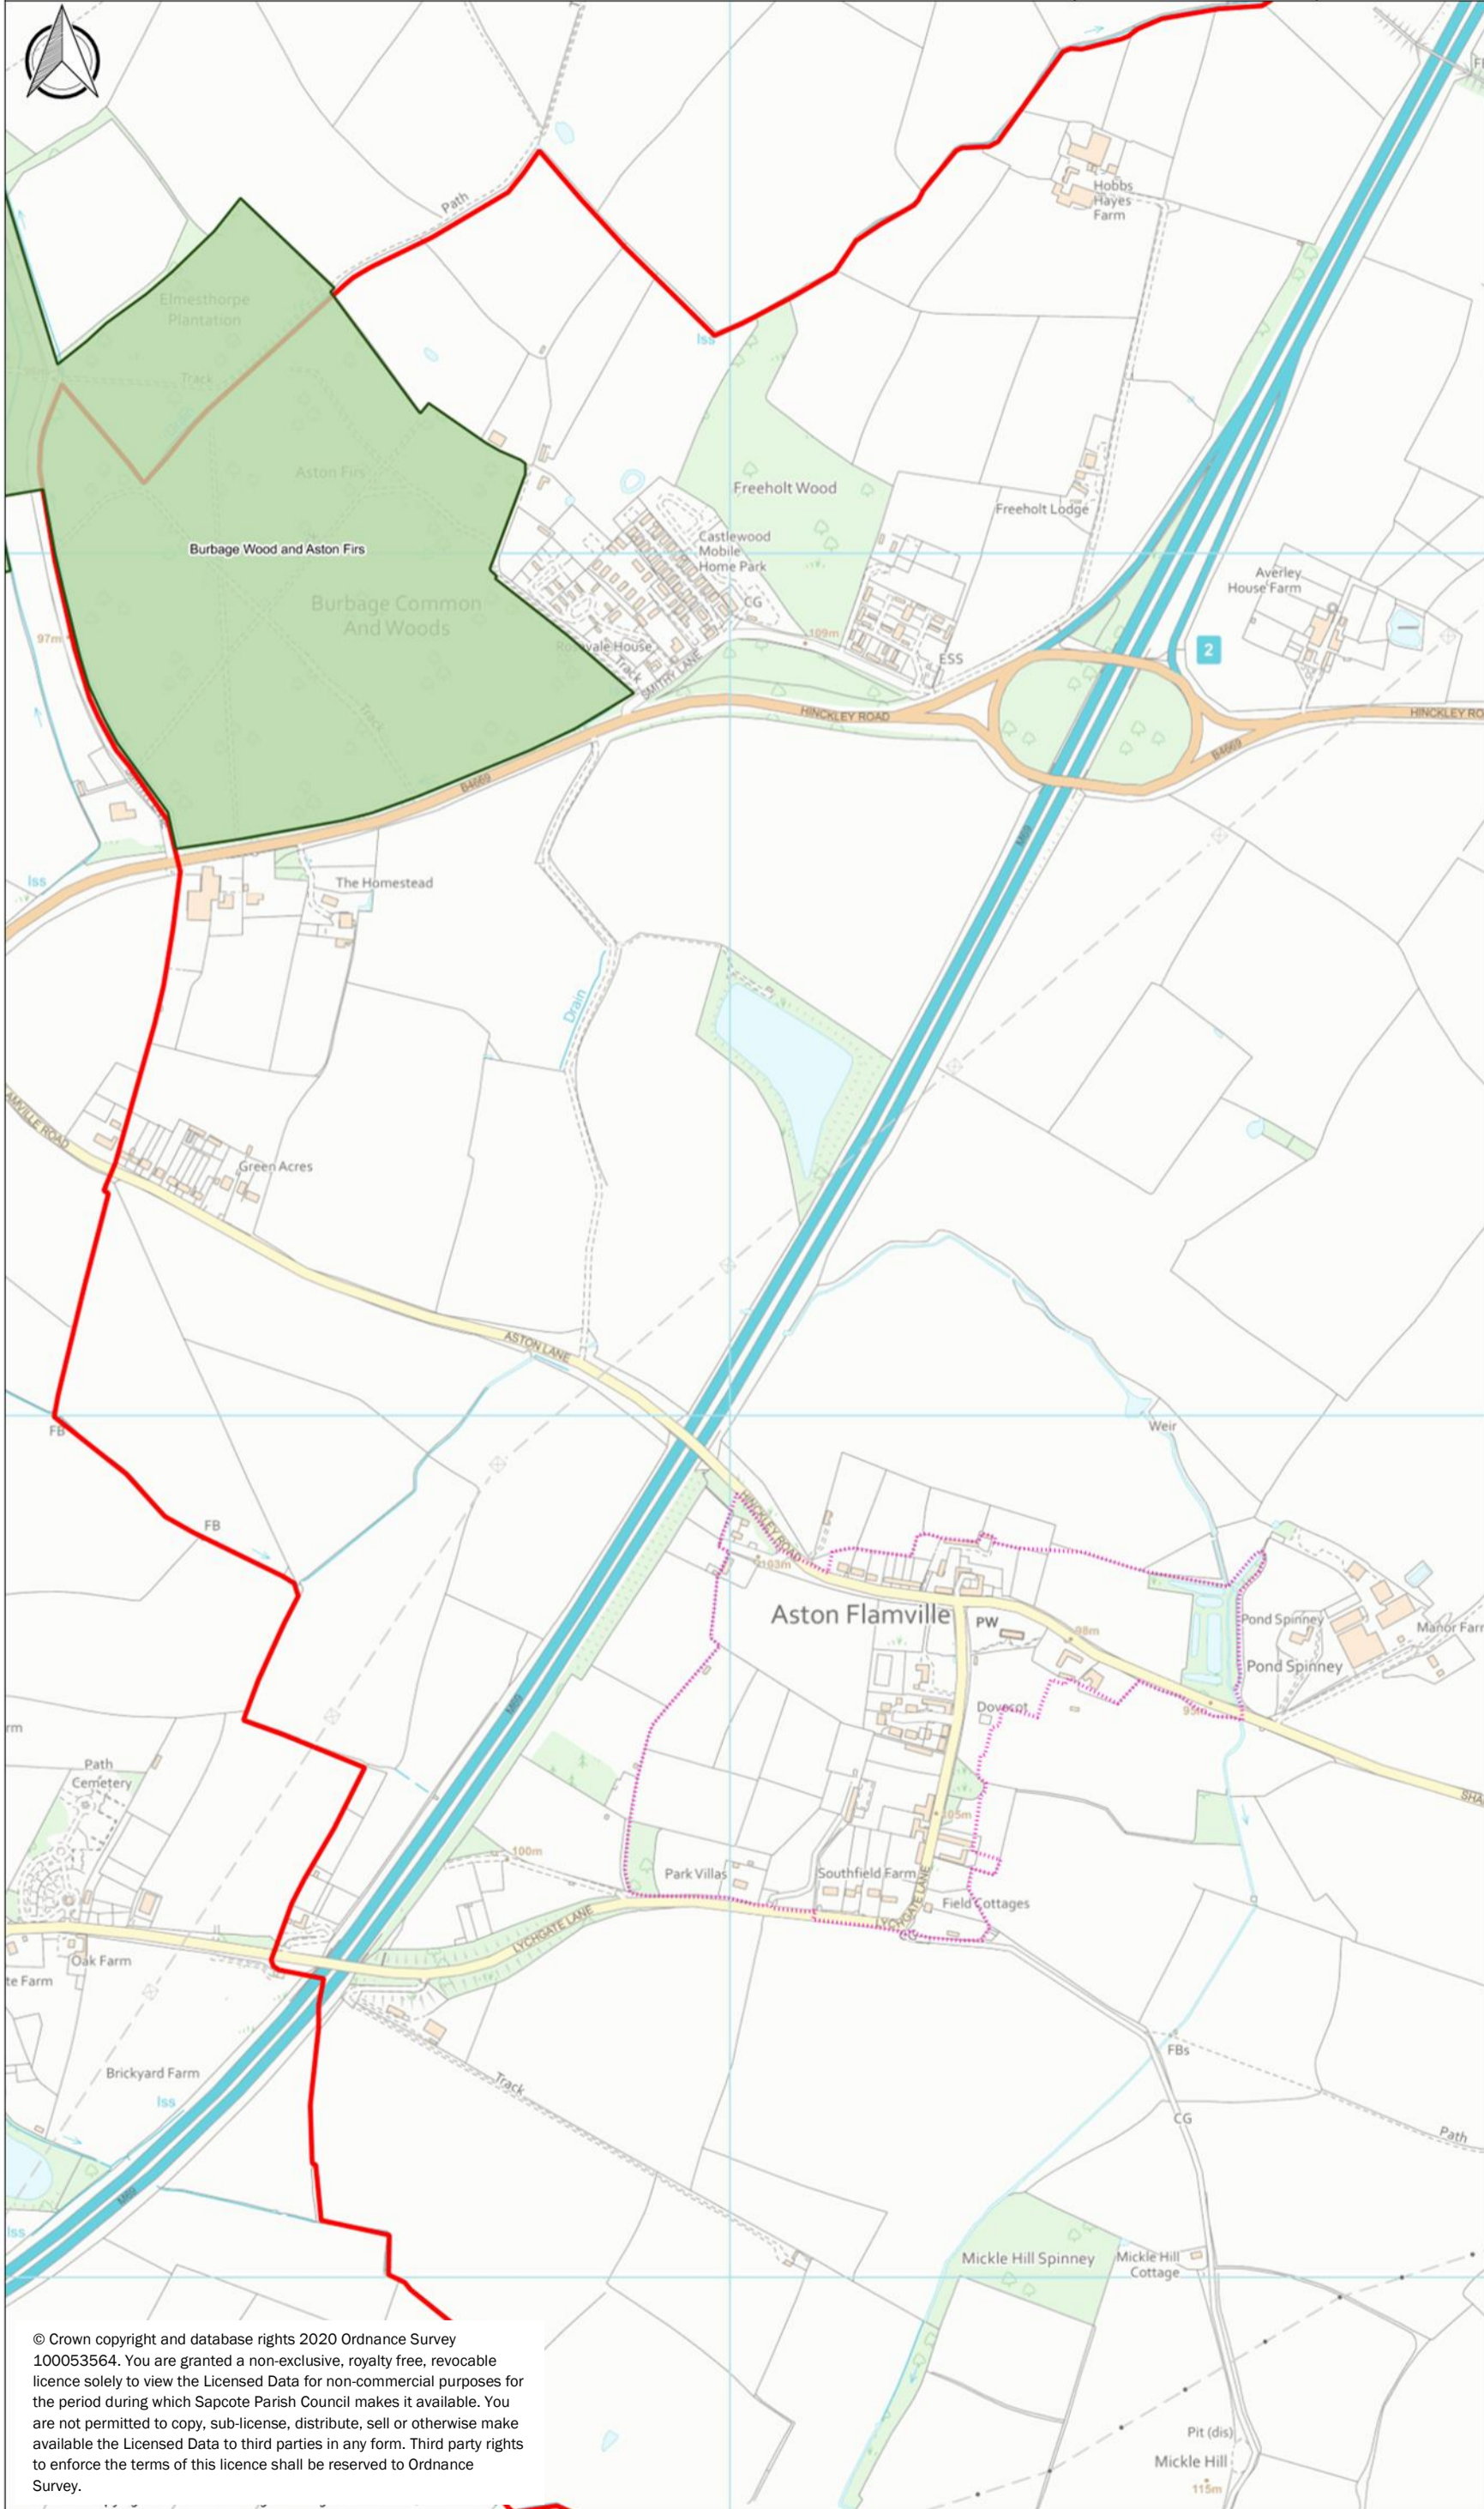 Path
Hobbs
Hayes
Farm
Elmesthorpe
Plantation
Iss
Track
Aston Firs
Freeholt Wood
Freeholt Lodge
Castlewood
Mobile
Home Park
Burbage Wood and Aston Firs
Averley
House Farm
Burbage Common
And Woods
CG
97m
109m
vale House
Track
SMITHY LANE
ESS
2
HINCKLEY ROAD
HINCKLEY RO
Track
B4669
B4669
M69
Iss
The Homestead
Drain
AMVILLE ROAD
Green Acres
ASTON LANE
FB
Weir
FB
HINCKLEY ROAD
103m
Aston Flamville
PW
98m
Pond Spinney
Manor Farm
Pond Spinney
M69
Dovecot
95m
rm
Path
Cemetery
SHA
105m
100m
Park Villas
Southfield Farm
LYCHGATE LANE
Field Cottages
LYCHGATE LANE
CG
Oak Farm
te Farm
FBs
Brickyard Farm
Track
Iss
CG
Path
M69
Iss
Mickle Hill Spinney
Mickle Hill
Cottage
© Crown copyright and database rights 2020 Ordnance Survey
100053564. You are granted a non-exclusive, royalty free, revocable
licence solely to view the Licensed Data for non-commercial purposes for
the period during which Sapcote Parish Council makes it available. You
are not permitted to copy, sub-license, distribute, sell or otherwise make
available the Licensed Data to third parties in any form. Third party rights
to enforce the terms of this licence shall be reserved to Ordnance
Survey.
Pit (dis)
Mickle Hill
115m